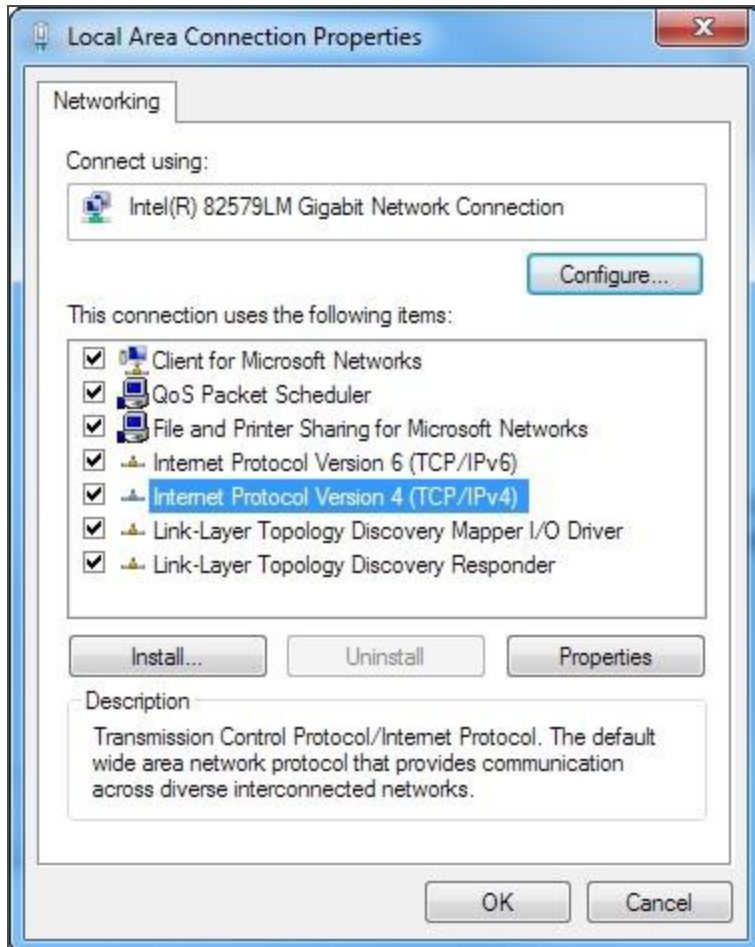 Local Area Connection Properties
Networking
Connect using:
Intel(R) 82579LM Gigabit Network Connection
Configure...
This connection uses the following items:
Client for Microsoft Networks
QoS Packet Scheduler
File and Printer Sharing for Microsoft Networks
Internet Protocol Version 6 (TCP/IPv6)
Internet Protocol Version 4 (TCP/IPv4)
Link-Layer Topology Discovery Mapper I/O Driver
Link-Layer Topology Discovery Responder
Install... Uninstall Properties
Description
Transmission Control Protocol/Internet Protocol. The default
wide area network protocol that provides communication
across diverse interconnected networks.
OK Cancel